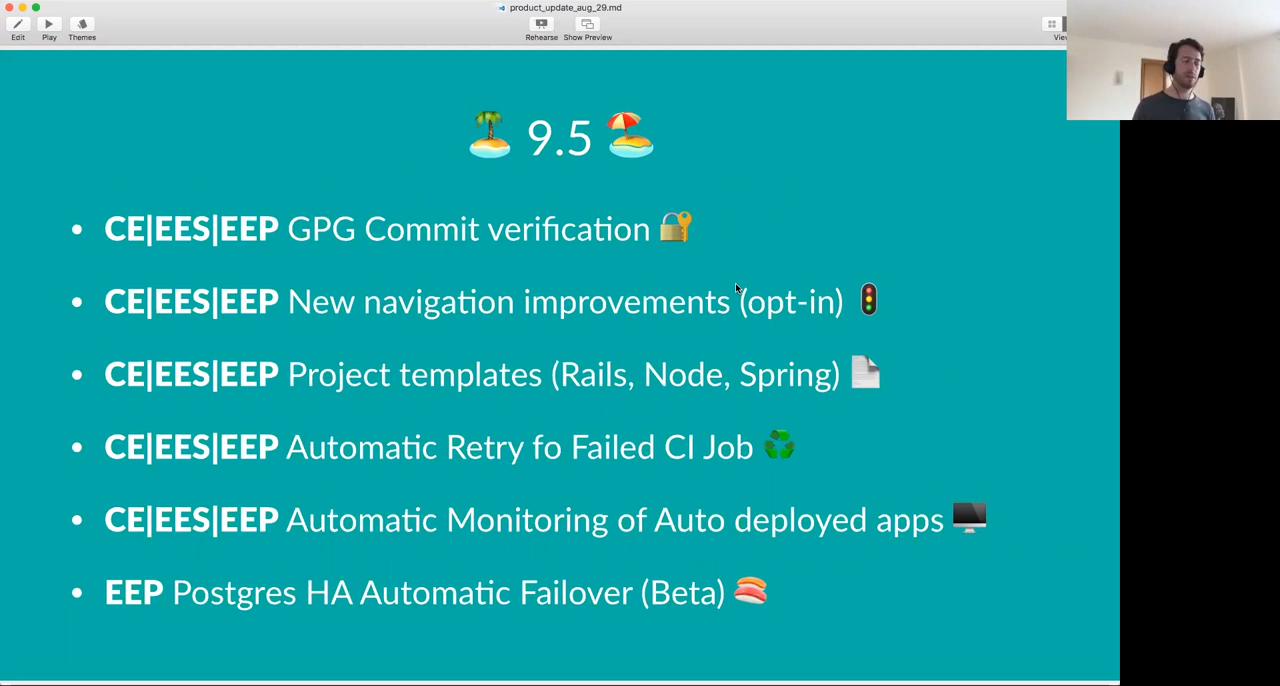 product_update_aug_29.md
Edit Play Themes Rehearse Show Preview
🏝 9.5 🏖
• CE|EES|EEP GPG Commit verification 🔐
• CE|EES|EEP New navigation improvements (opt-in) 🚦
• CE|EES|EEP Project templates (Rails, Node, Spring) 📄
• CE|EES|EEP Automatic Retry fo Failed CI Job ♻️
• CE|EES|EEP Automatic Monitoring of Auto deployed apps 🖥
• EEP Postgres HA Automatic Failover (Beta) 🍣